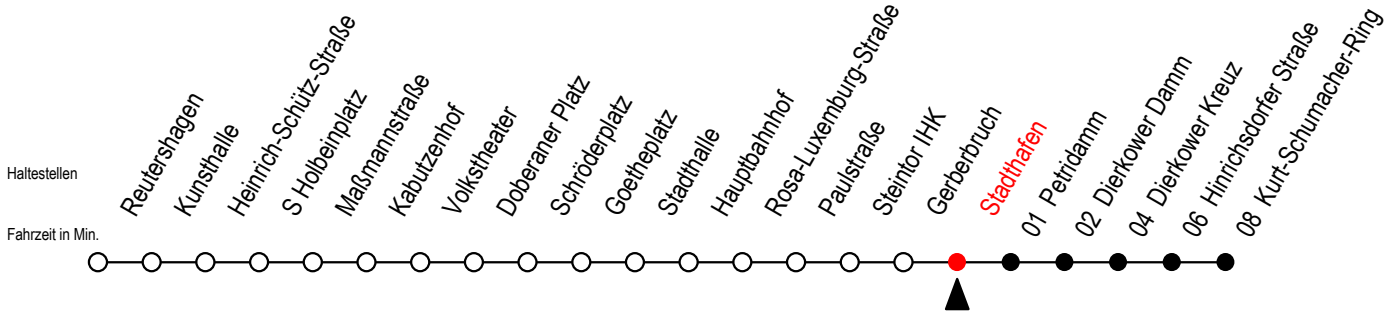 Haltestellen
Fahrzeit in Min.
Reutershagen
Kunsthalle
Heinrich-Schütz-Straße
S Holbeinplatz
Maßmannstraße
Kabutzenhof
Volkstheater
Doberaner Platz
Schröderplatz
Goetheplatz
Stadthalle
Hauptbahnhof
Rosa-Luxemburg-Straße
Paulstraße
Steintor IHK
Gerberbruch
Stadthafen
01 Petridamm
02 Dierkower Damm
04 Dierkower Kreuz
06 Hinrichsdorfer Straße
08 Kurt-Schumacher-Ring